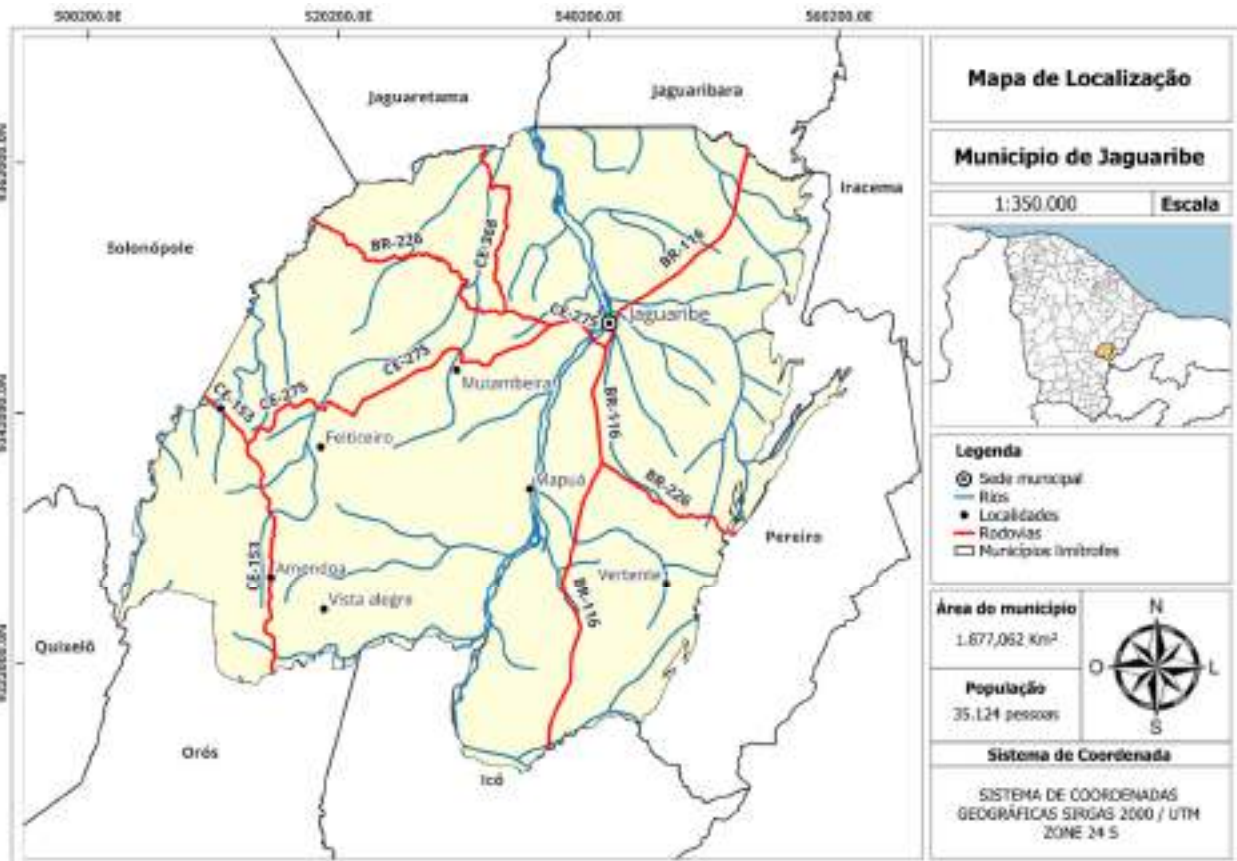 500200.0E 520200.0E 540200.0E 560200.0E
Jaguaretama
Jaguaribara
Iracema
Solonópole
BR-226
CE-368
BR-116
CE-275
Jaguaribe
CE-275
CE-275
CE-153
Feiticeiro
BR-116
Mapuá
BR-226
Pereiro
CE-153
Amendoa
Vertente
Vista alegre
BR-116
Quixelô
Orós
Icó
Mapa de Localização
Municipio de Jaguaribe
1:350.000 Escala
Legenda
Sede municipal
Rios
Localidades
Rodovias
Municípios limítrofes
Área do município
1.877,062 Km²
População
35.124 pessoas
N
O L
S
Sistema de Coordenada
SISTEMA DE COORDENADAS
GEOGRÁFICAS SIRGAS 2000 / UTM
ZONE 24 S